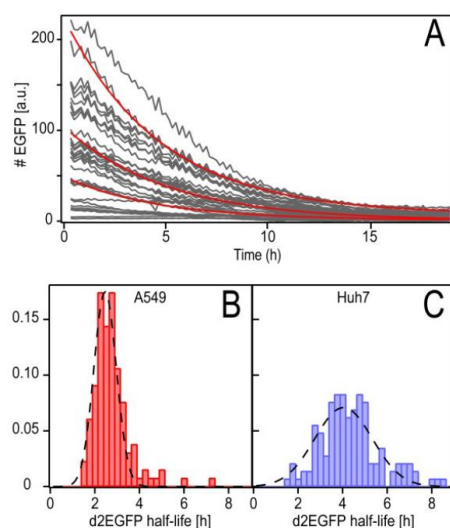 A
200
100
0
# EGFP [a.u.]
0 5 10 15
Time (h)
A549 B
Huh7 C
0.15
0.10
0.05
0
0 2 4 6 8
0 2 4 6 8
d2EGFP half-life [h]
d2EGFP half-life [h]